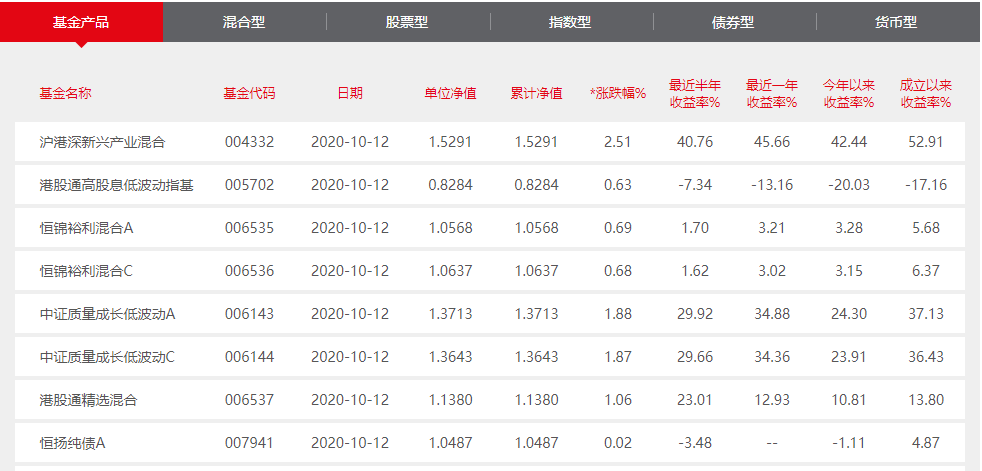 基金产品 混合型 股票型 指数型 债券型 货币型
基金名称 基金代码 日期 单位净值 累计净值 *涨跌幅% 最近半年 最近一年 今年以来 成立以来
收益率% 收益率% 收益率% 收益率%
沪港深新兴产业混合 004332 2020-10-12 1.5291 1.5291 2.51 40.76 45.66 42.44 52.91
港股通高股息低波动指基 005702 2020-10-12 0.8284 0.8284 0.63 -7.34 -13.16 -20.03 -17.16
恒锦裕利混合A 006535 2020-10-12 1.0568 1.0568 0.69 1.70 3.21 3.28 5.68
恒锦裕利混合C 006536 2020-10-12 1.0637 1.0637 0.68 1.62 3.02 3.15 6.37
中证质量成长低波动A 006143 2020-10-12 1.3713 1.3713 1.88 29.92 34.88 24.30 37.13
中证质量成长低波动C 006144 2020-10-12 1.3643 1.3643 1.87 29.66 34.36 23.91 36.43
港股通精选混合 006537 2020-10-12 1.1380 1.1380 1.06 23.01 12.93 10.81 13.80
恒扬纯债A 007941 2020-10-12 1.0487 1.0487 0.02 -3.48 -- -1.11 4.87